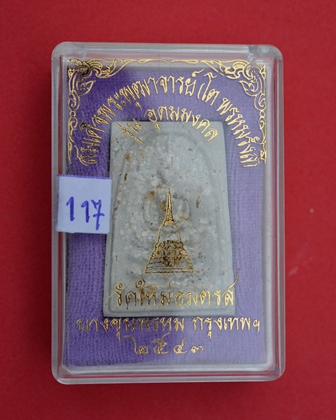 สมเด็จพระพุฒาจารย์ (โต พรหมรังสี)
รุ่น อุดมมงคล
117
วัดใหม่อมตรส
บางขุนพรหม กรุงเทพฯ
๒๕๔๓